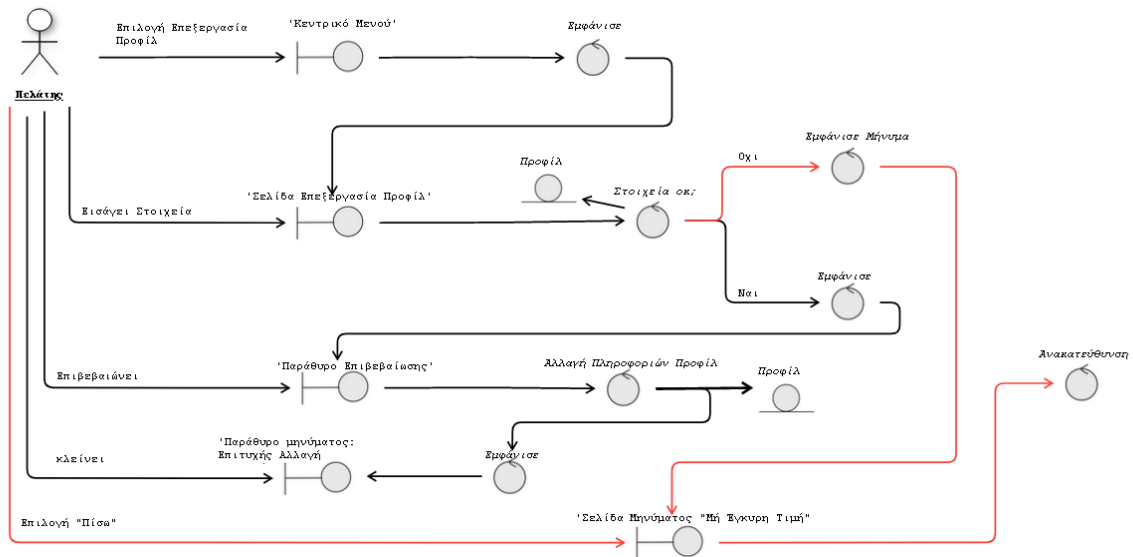 Επιλογή Επεξεργασία
Προφίλ
'Κεντρικό Μενού'
Εμφάνισε
Πελάτης
Εμφάνισε Μήνυμα
Οχι
Προφίλ
Στοιχεία οκ;
'Σελίδα Επεξεργασία Προφίλ'
Εισάγει Στοιχεία
Εμφάνισε
Ναι
Ανακατεύθυνση
'Παράθυρο Επιβεβαίωσης'
Αλλαγή Πληροφοριών Προφίλ
Προφίλ
Επιβεβαιώνει
'Παράθυρο μηνύματος:
Επιτυχής Αλλαγή
Εμφάνισε
κλείνει
Επιλογή "Πίσω"
'Σελίδα Μηνύματος "Μή Έγκυρη Τιμή"